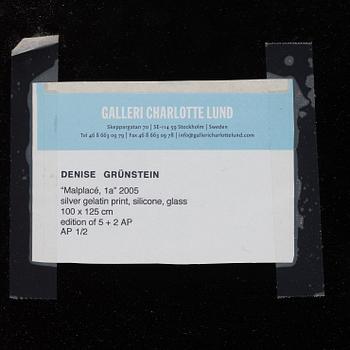 GALLERI CHARLOTTE LUND
Skeppargatan 70 | SE-114 59 Stockholm | Sweden
Tel 46 8 663 09 79 | Fax 46 8 663 09 78 | info@gallericharlottelund.com
DENISE GRÜNSTEIN
"Malplacé, 1a" 2005
silver gelatin print, silicone, glass
100 x 125 cm
edition of 5 + 2 AP
AP 1/2